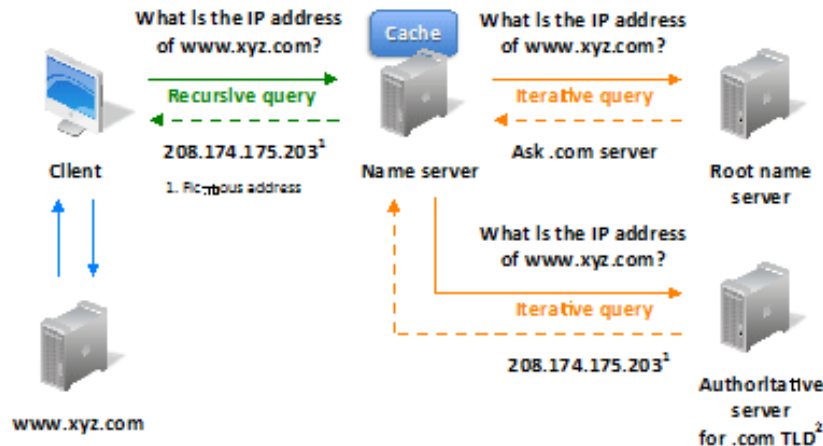 What Is the IP address
of www.xyz.com?
Recursive query
208.174.175.203¹
1. address
Client
Cache
Name server
What Is the IP address
of www.xyz.com?
Iterative query
Ask .com server
Root name
server
What Is the IP address
of www.xyz.com?
Iterative query
208.174.175.203¹
Authoritative
server
for .com TLD²
www.xyz.com